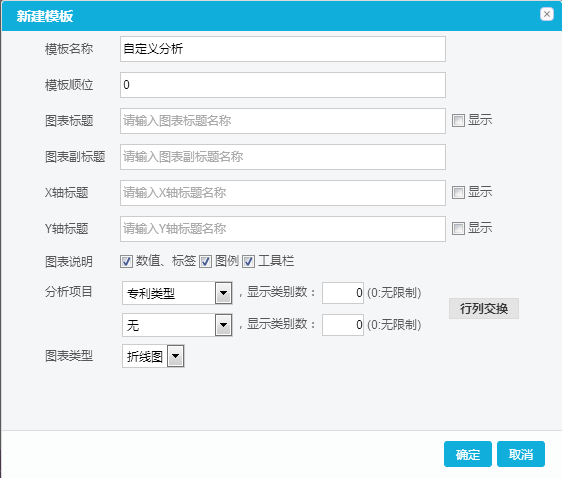 新建模板
模板名称 自定义分析
模板顺位 0
图表标题 请输入图表标题名称 显示
图表副标题 请输入图表副标题名称
X轴标题 请输入X轴标题名称 显示
Y轴标题 请输入Y轴标题名称 显示
图表说明 数值、标签 图例 工具栏
分析项目 专利类型 ，显示类别数： 0 (0:无限制)
行列交换
无 ，显示类别数： 0 (0:无限制)
图表类型 折线图
确定 取消